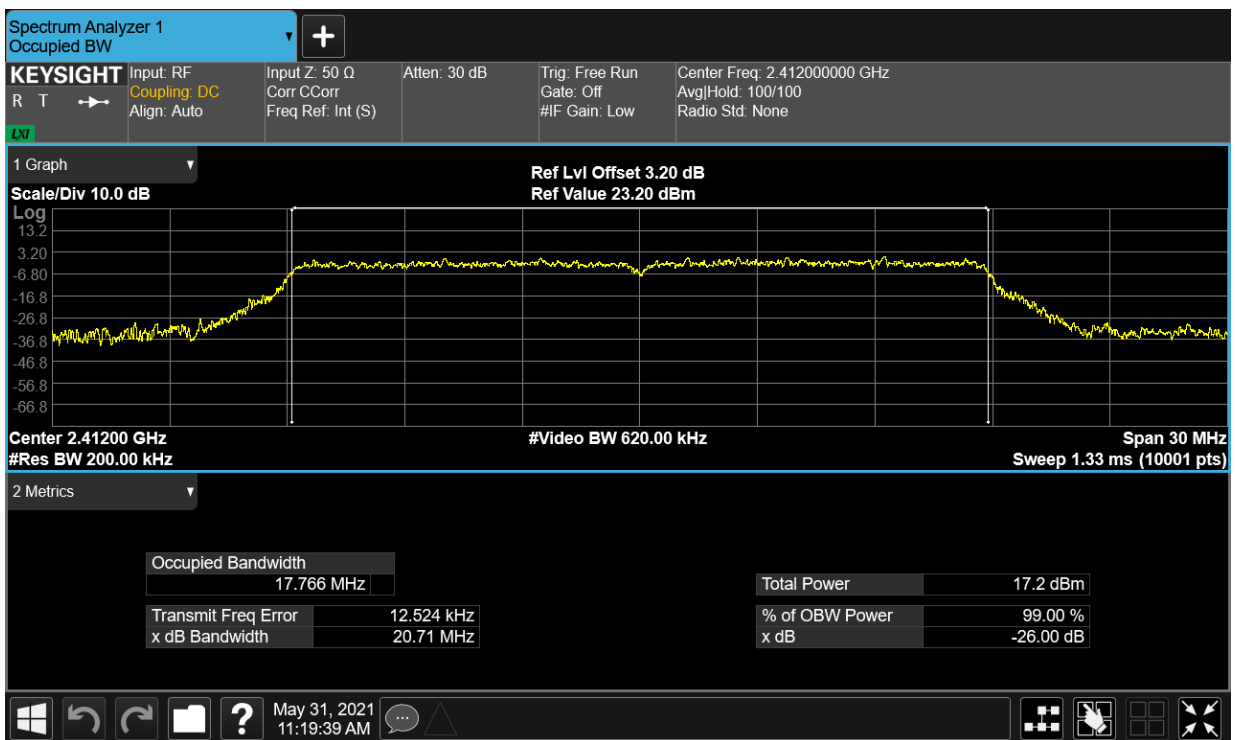 Spectrum Analyzer 1
Occupied BW
KEYSIGHT
R T
LXI
Input: RF
Coupling: DC
Align: Auto
Input Z: 50 Ω
Corr CCorr
Freq Ref: Int (S)
Atten: 30 dB
Trig: Free Run
Gate: Off
#IF Gain: Low
Center Freq: 2.412000000 GHz
Avg|Hold: 100/100
Radio Std: None
1 Graph
Scale/Div 10.0 dB
Ref Lvl Offset 3.20 dB
Ref Value 23.20 dBm
Log
13.2
3.20
-6.80
-16.8
-26.8
-36.8
-46.8
-56.8
-66.8
Center 2.41200 GHz
#Res BW 200.00 kHz
#Video BW 620.00 kHz
Span 30 MHz
Sweep 1.33 ms (10001 pts)
2 Metrics
Occupied Bandwidth
17.766 MHz
Transmit Freq Error 12.524 kHz
x dB Bandwidth 20.71 MHz
Total Power 17.2 dBm
% of OBW Power 99.00 %
x dB -26.00 dB
?
May 31, 2021
11:19:39 AM